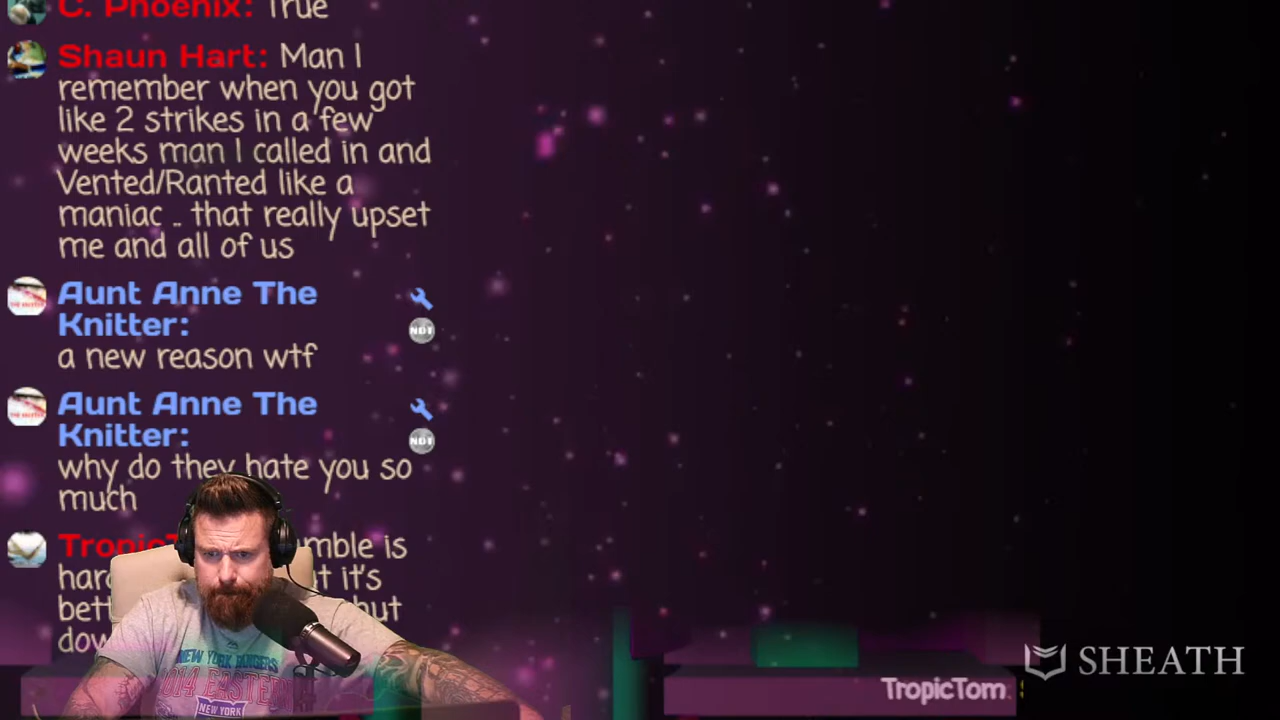 C. Phoenix: True
Shaun Hart: Man I
remember when you got
like 2 strikes in a few
weeks man I called in and
Vented/Ranted like a
maniac .. that really upset
me and all of us
Aunt Anne The
Knitter:
NDT
a new reason wtf
Aunt Anne The
Knitter:
NDT
why do they hate you so
much
is
it's
SHEATH
TropicTom
NEW YORK RANGERS
2014 EASTERN
NEW YORK